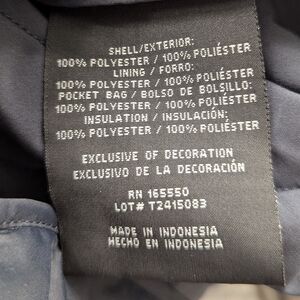 SHELL/EXTERIOR:
100% POLYESTER / 100% POLIÉSTER
LINING / FORRO:
100% POLYESTER / 100% POLIÉSTER
POCKET BAG / BOLSO DE BOLSILLO:
100% POLYESTER / 100% POLIÉSTER
INSULATION / INSULACIÓN:
100% POLYESTER / 100% POLIÉSTER
EXCLUSIVE OF DECORATION
EXCLUSIVO DE LA DECORACIÓN
RN 165550
LOT# T2415083
MADE IN INDONESIA
HECHO EN INDONESIA